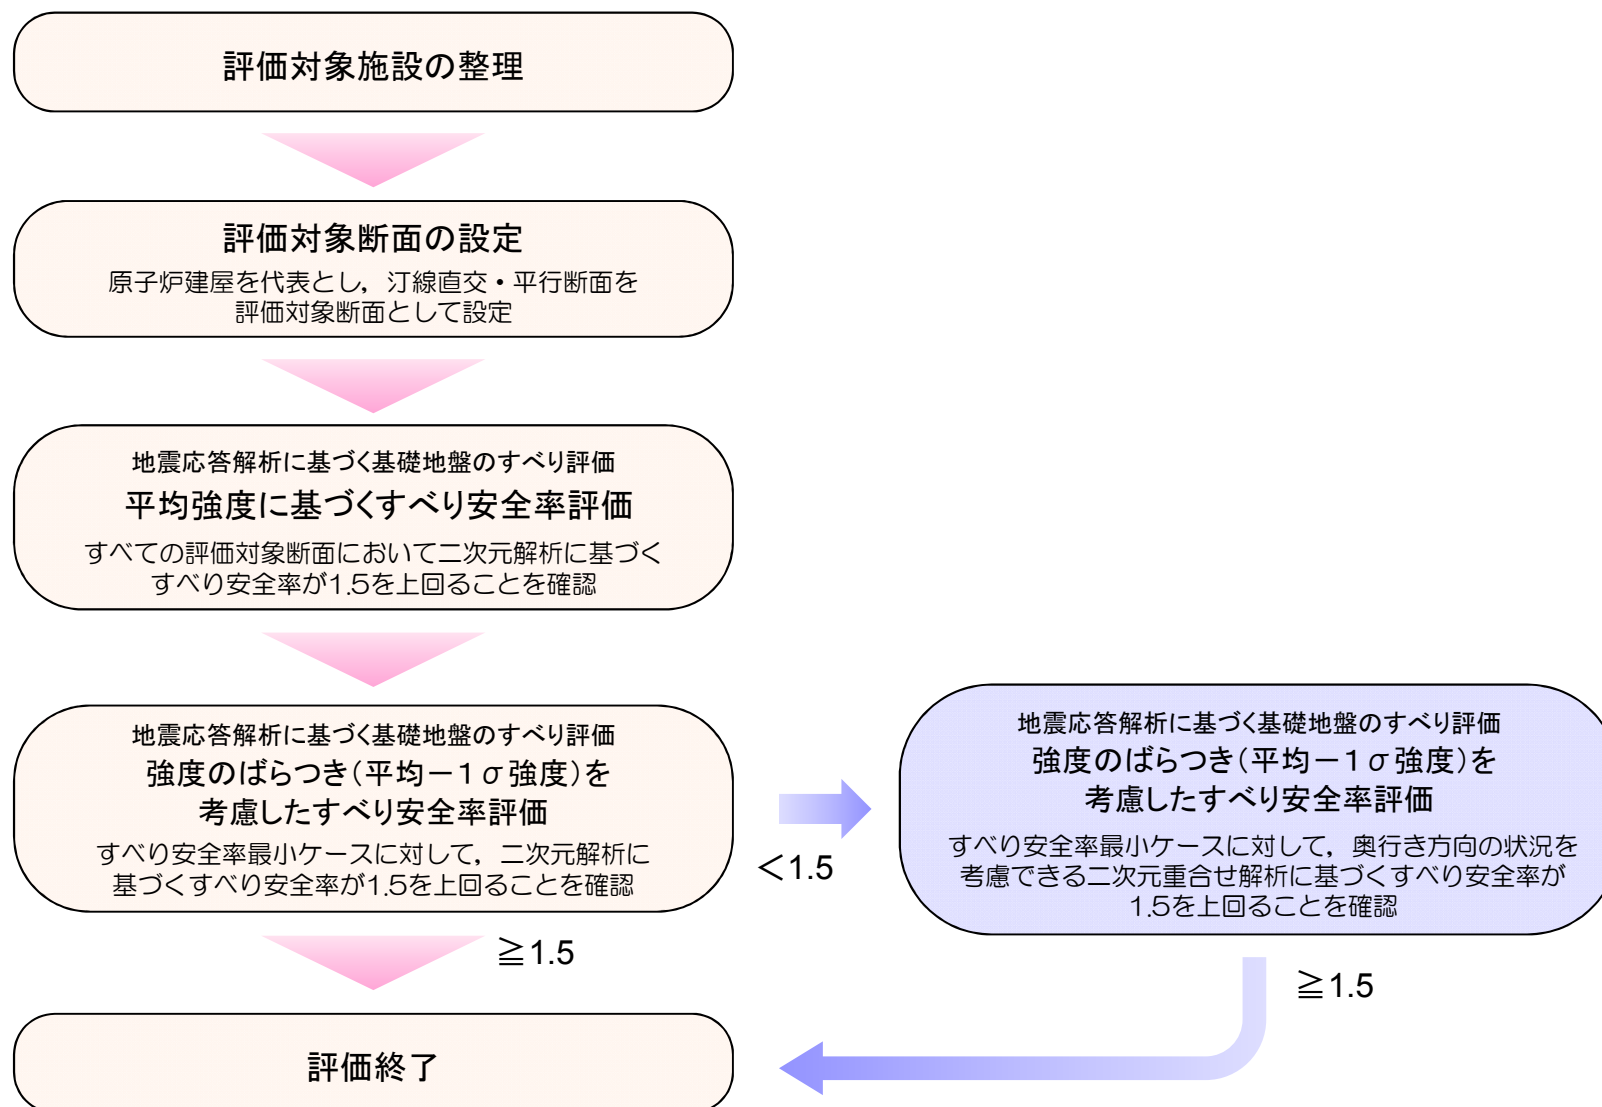 評価対象施設の整理
評価対象断面の設定
原子炉建屋を代表とし，汀線直交・平行断面を
評価対象断面として設定
地震応答解析に基づく基礎地盤のすべり評価
平均強度に基づくすべり安全率評価
すべての評価対象断面において二次元解析に基づく
すべり安全率が1.5を上回ることを確認
地震応答解析に基づく基礎地盤のすべり評価
強度のばらつき（平均－１σ強度）を
考慮したすべり安全率評価
すべり安全率最小ケースに対して，二次元解析に
基づくすべり安全率が1.5を上回ることを確認
＜1.5
地震応答解析に基づく基礎地盤のすべり評価
強度のばらつき（平均－１σ強度）を
考慮したすべり安全率評価
すべり安全率最小ケースに対して，奥行き方向の状況を
考慮できる二次元重合せ解析に基づくすべり安全率が
1.5を上回ることを確認
≧1.5
≧1.5
評価終了